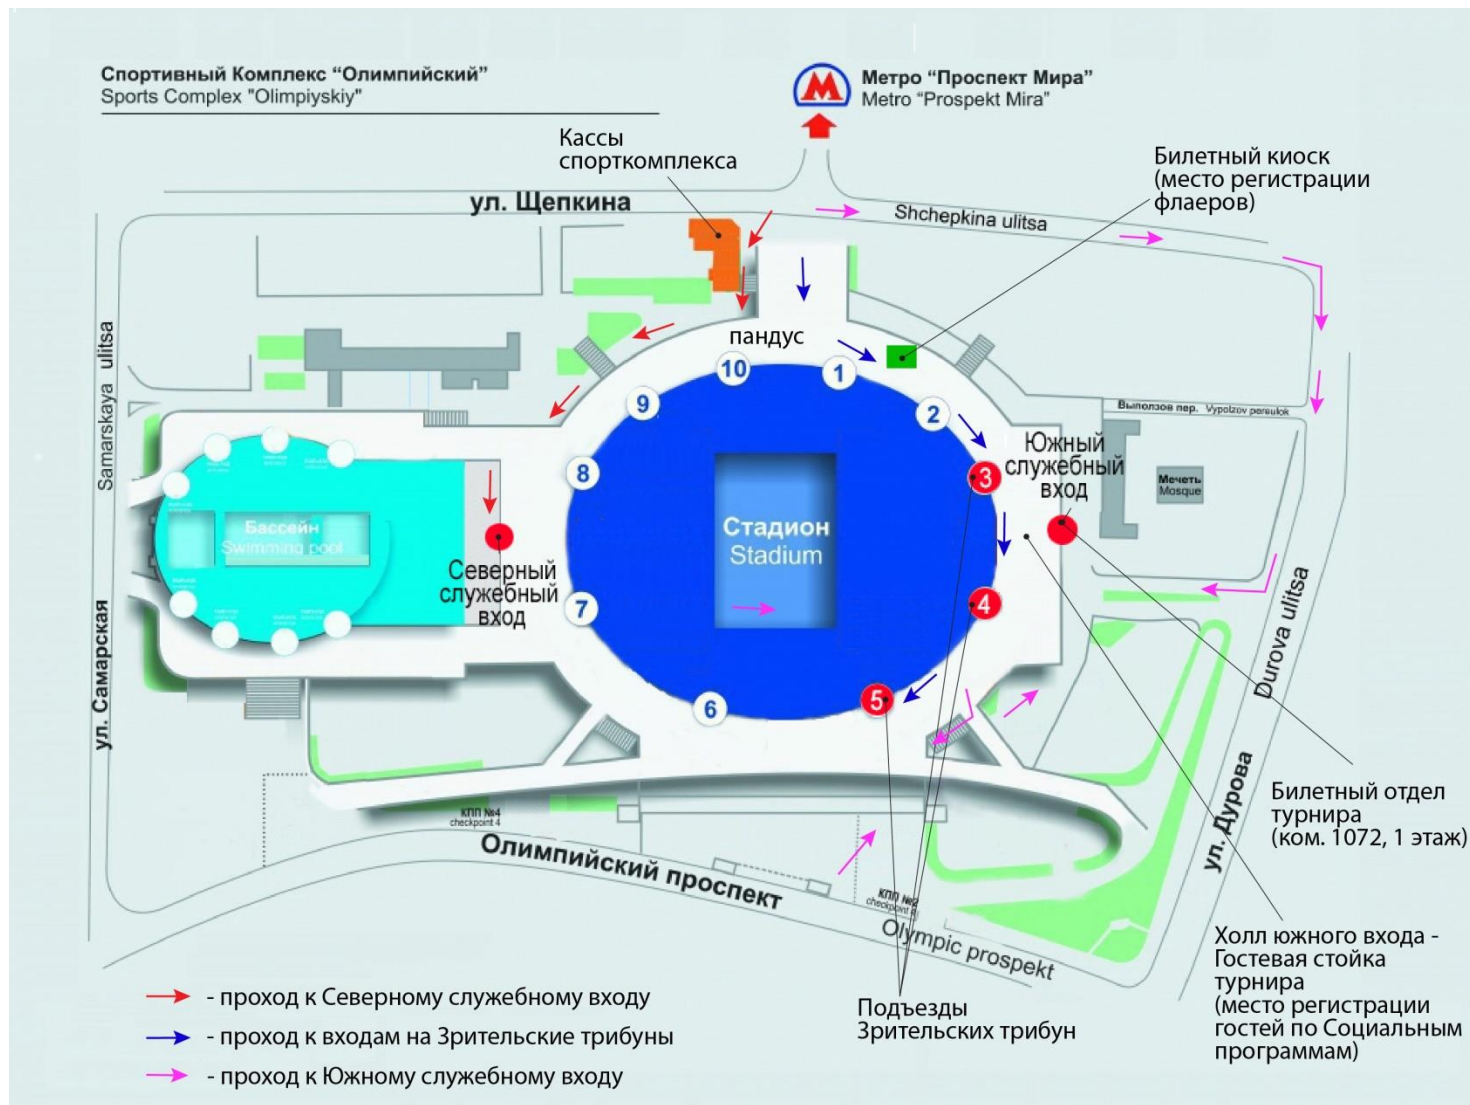 Спортивный Комплекс “Олимпийский”
Sports Complex "Olimpiyskiy"
Метро “Проспект Мира”
Metro “Prospekt Mira”
Кассы
спорткомплекса
Билетный киоск
(место регистрации
флаеров)
ул. Щепкина
Shchepkina ulitsa
пандус
10
1
9
2
8
3
7
4
6
5
Выползов пер. Vypolzov pereulok
Южный
служебный
вход
Мечеть
Mosque
Samarskaya ulitsa
ул. Самарская
Бассейн
Swimming pool
Стадион
Stadium
Северный
служебный
вход
Durova ulitsa
ул. Дурова
КПП №4
checkpoint 4
Олимпийский проспект
КПП №2
Olympic prospekt
Билетный отдел
турнира
(ком. 1072, 1 этаж)
Холл южного входа -
Гостевая стойка
турнира
(место регистрации
гостей по Социальным
программам)
Подъезды
Зрительских трибун
- проход к Северному служебному входу
- проход к входам на Зрительские трибуны
- проход к Южному служебному входу